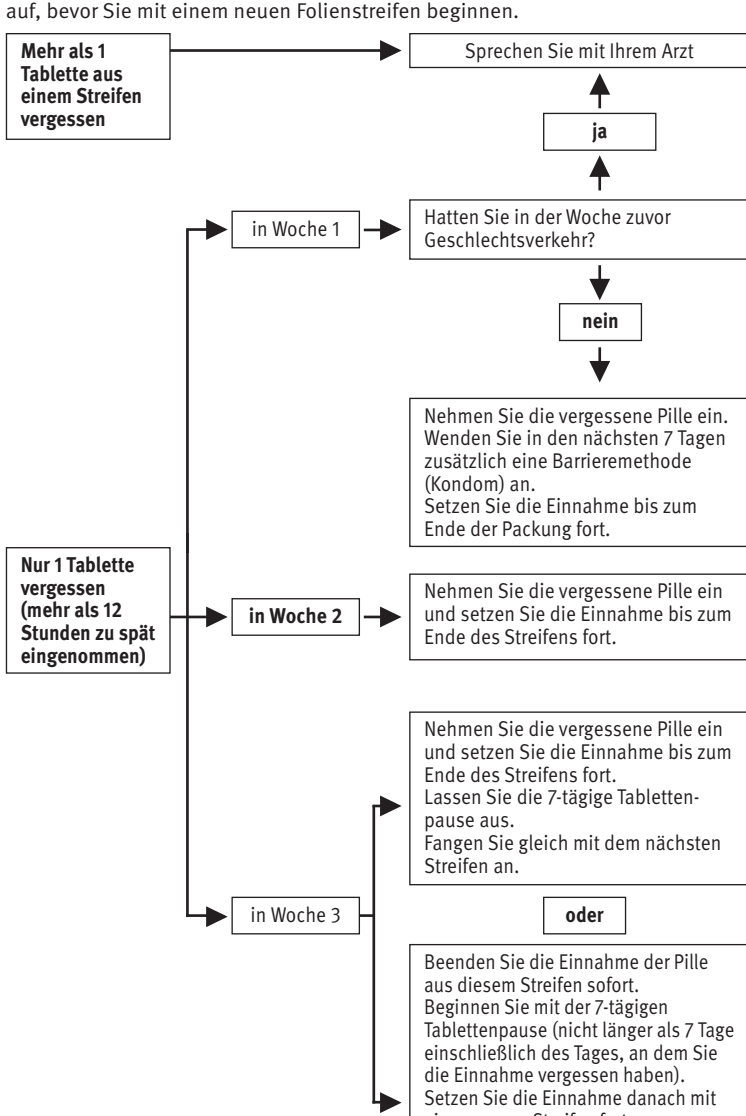 auf, bevor Sie mit einem neuen Folienstreifen beginnen.
Mehr als 1
Tablette aus
einem Streifen
vergessen
Sprechen Sie mit Ihrem Arzt
ja
in Woche 1
Hatten Sie in der Woche zuvor
Geschlechtsverkehr?
nein
Nehmen Sie die vergessene Pille ein.
Wenden Sie in den nächsten 7 Tagen
zusätzlich eine Barrieremethode
(Kondom) an.
Setzen Sie die Einnahme bis zum
Ende der Packung fort.
Nur 1 Tablette
vergessen
(mehr als 12
Stunden zu spät
eingenommen)
in Woche 2
Nehmen Sie die vergessene Pille ein
und setzen Sie die Einnahme bis zum
Ende des Streifens fort.
Nehmen Sie die vergessene Pille ein
und setzen Sie die Einnahme bis zum
Ende des Streifens fort.
Lassen Sie die 7-tägige Tabletten-
pause aus.
Fangen Sie gleich mit dem nächsten
Streifen an.
in Woche 3
oder
Beenden Sie die Einnahme der Pille
aus diesem Streifen sofort.
Beginnen Sie mit der 7-tägigen
Tablettenpause (nicht länger als 7 Tage
einschließlich des Tages, an dem Sie
die Einnahme vergessen haben).
Setzen Sie die Einnahme danach mit